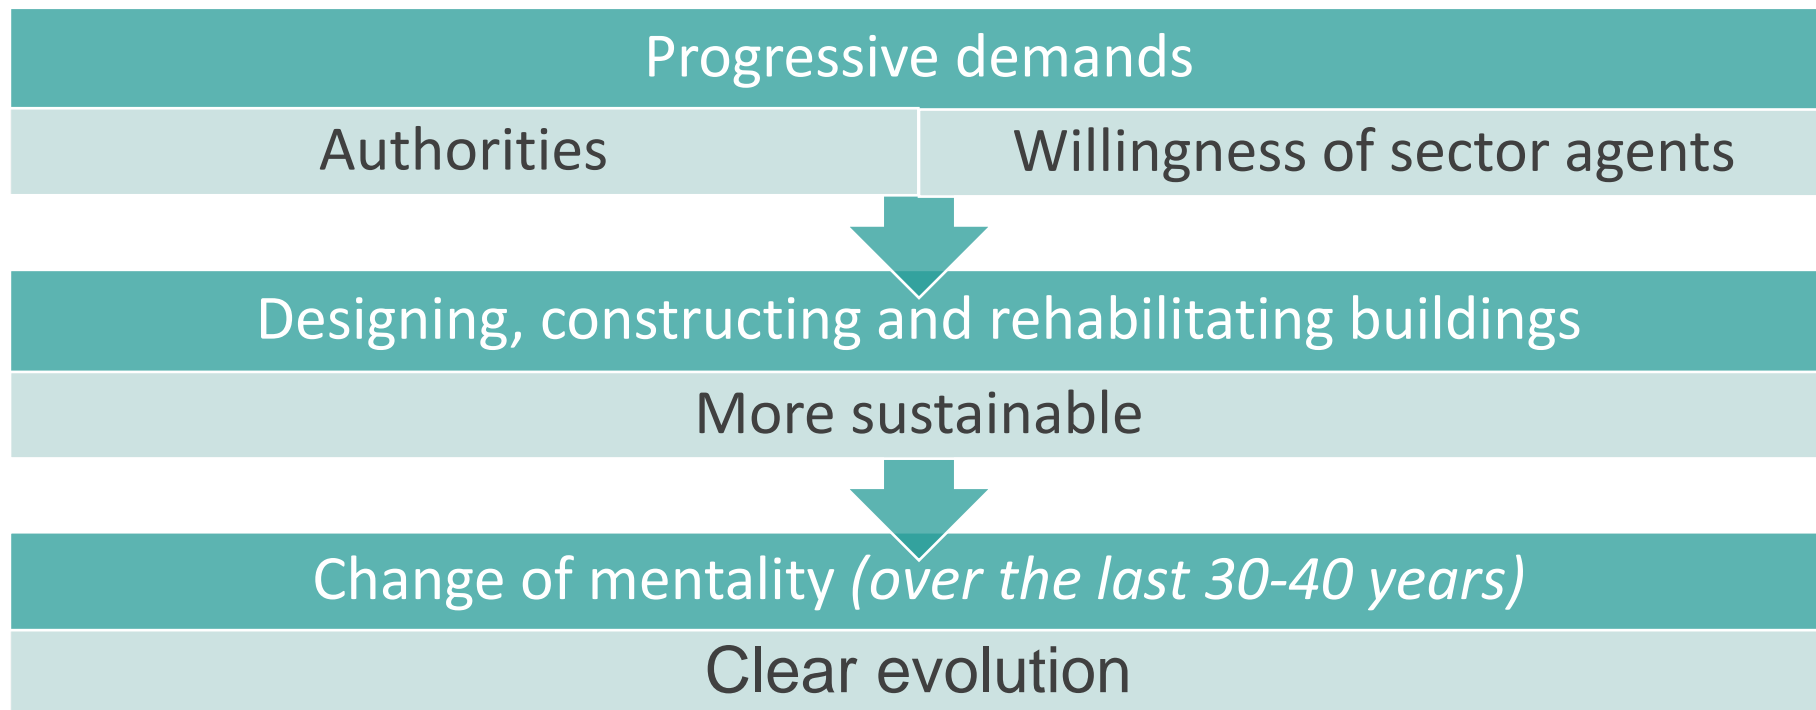 Progressive demands
Authorities
Willingness of sector agents
Designing, constructing and rehabilitating buildings
More sustainable
Change of mentality (over the last 30-40 years)
Clear evolution